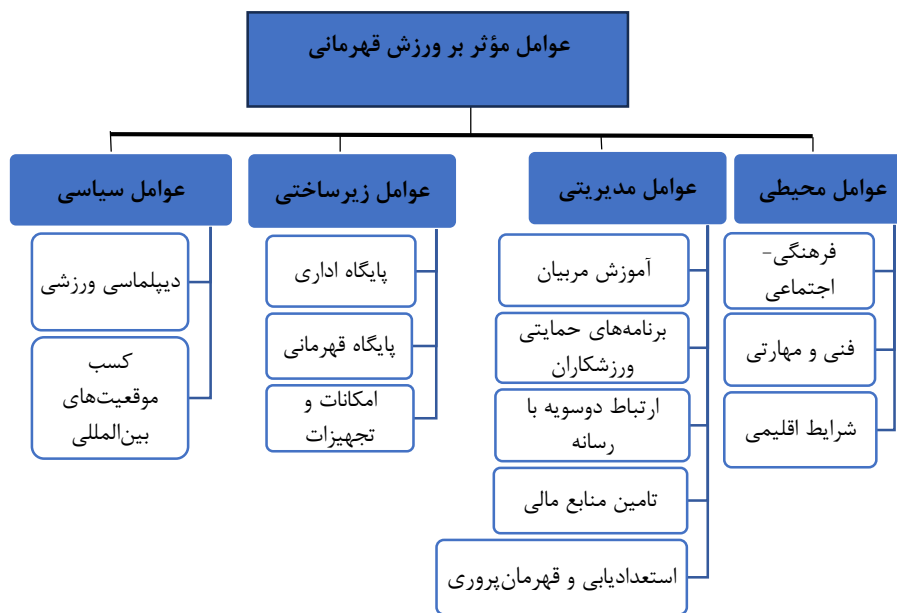 عوامل مؤثر بر ورزش قهرمانی
عوامل محیطی
فرهنگی-
اجتماعی
فنی و مهارتی
شرایط اقلیمی
عوامل مدیریتی
آموزش مربیان
برنامه‌های حمایتی
ورزشکاران
ارتباط دوسویه با
رسانه
تامین منابع مالی
استعدادیابی و قهرمان‌پروری
عوامل زیرساختی
پایگاه اداری
پایگاه قهرمانی
امکانات و
تجهیزات
عوامل سیاسی
دیپلماسی ورزشی
کسب
موقعیت‌های
بین‌المللی